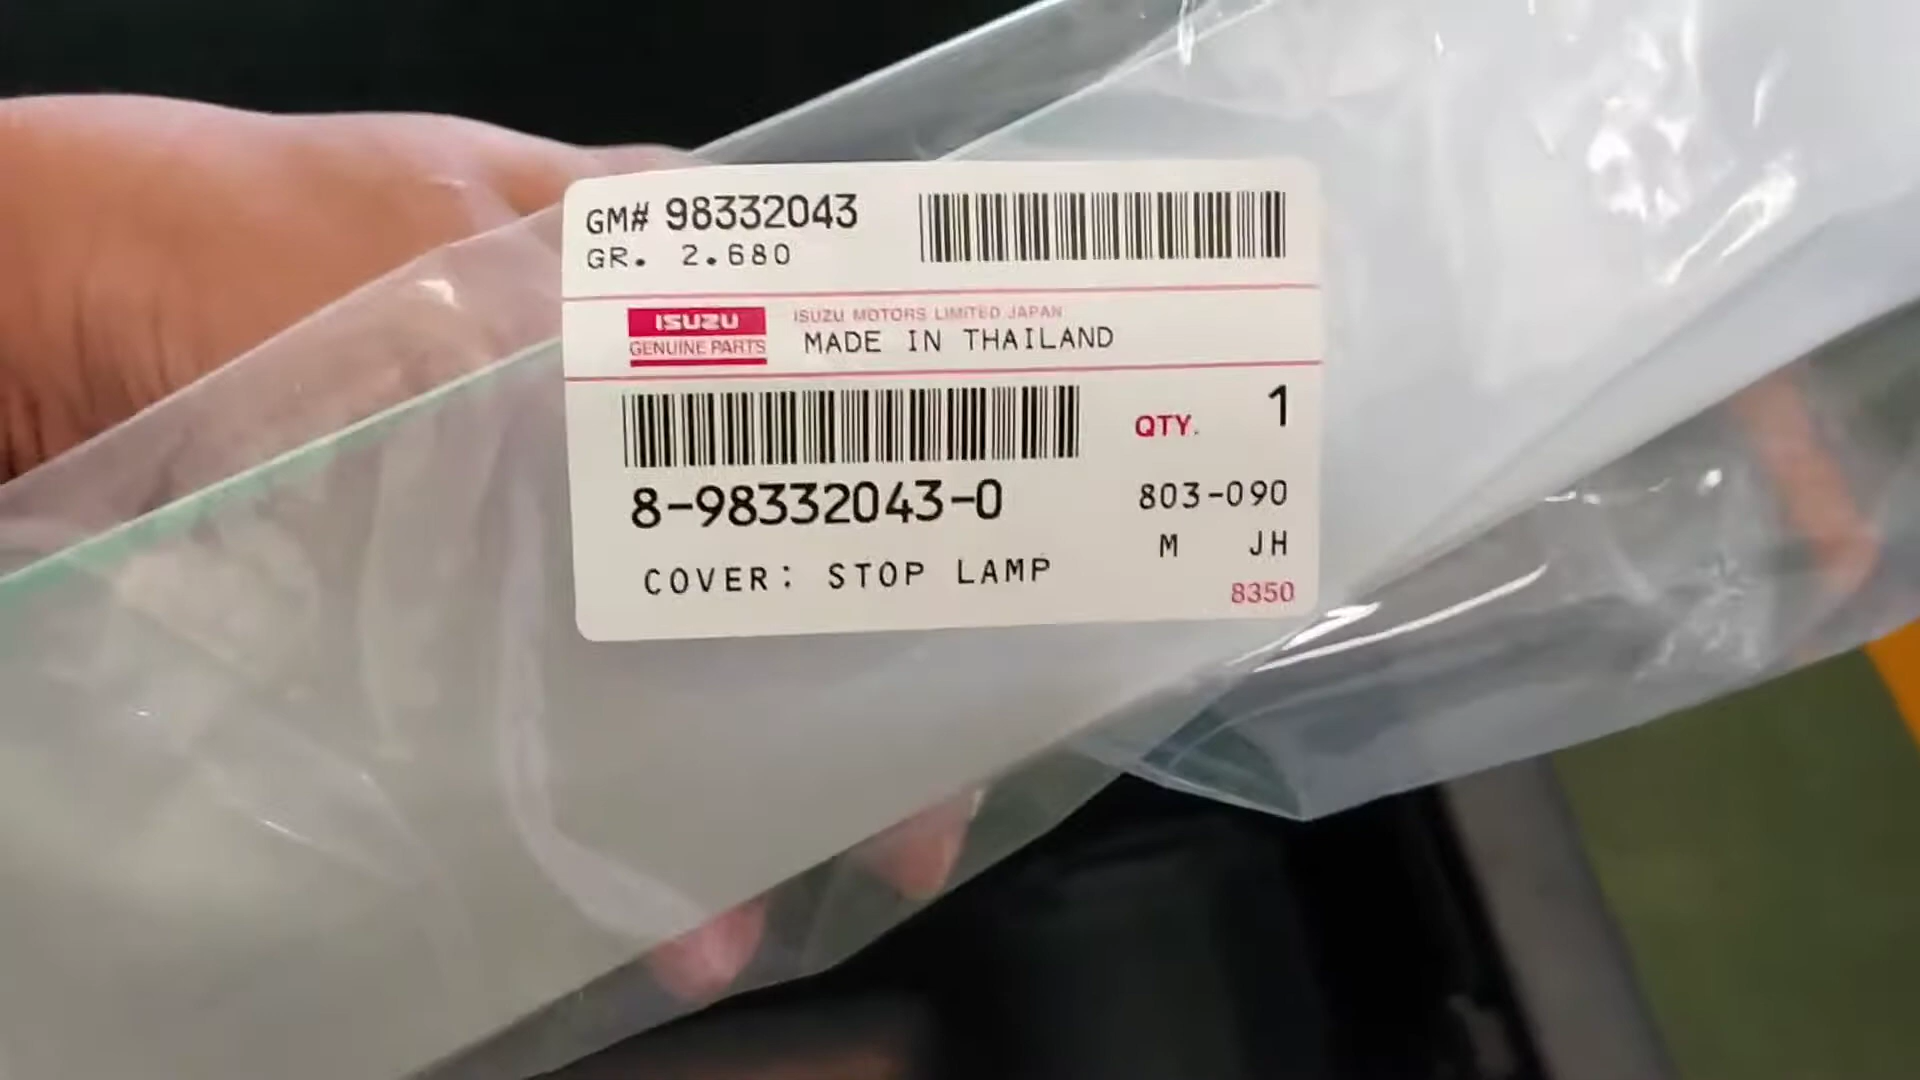 GM# 98332043
GR. 2.680
ISUZU
GENUINE PARTS
ISUZU MOTORS LIMITED JAPAN
MADE IN THAILAND
QTY. 1
8-98332043-0
803-090
M JH
COVER: STOP LAMP
8350